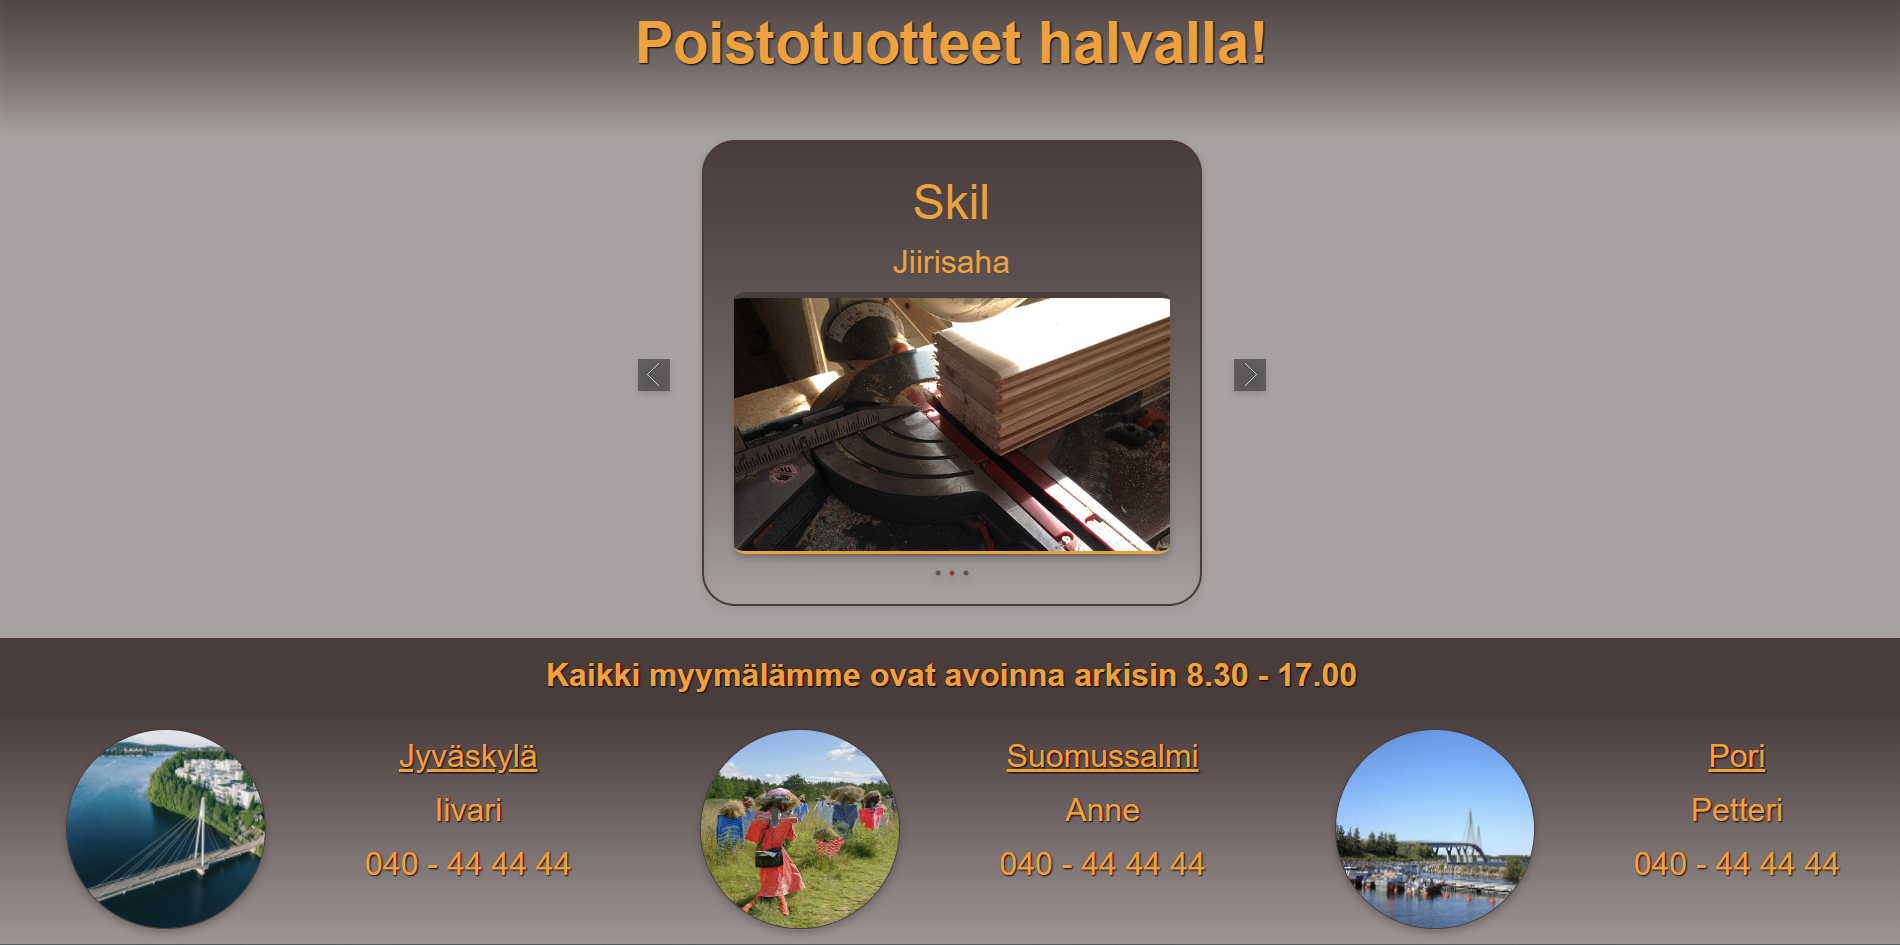 Poistotuotteet halvalla!
Skil
Jiirisaha
Kaikki myymälämme ovat avoinna arkisin 8.30 - 17.00
Jyväskylä
Iivari
040 - 44 44 44
Suomussalmi
Anne
040 - 44 44 44
Pori
Petteri
040 - 44 44 44